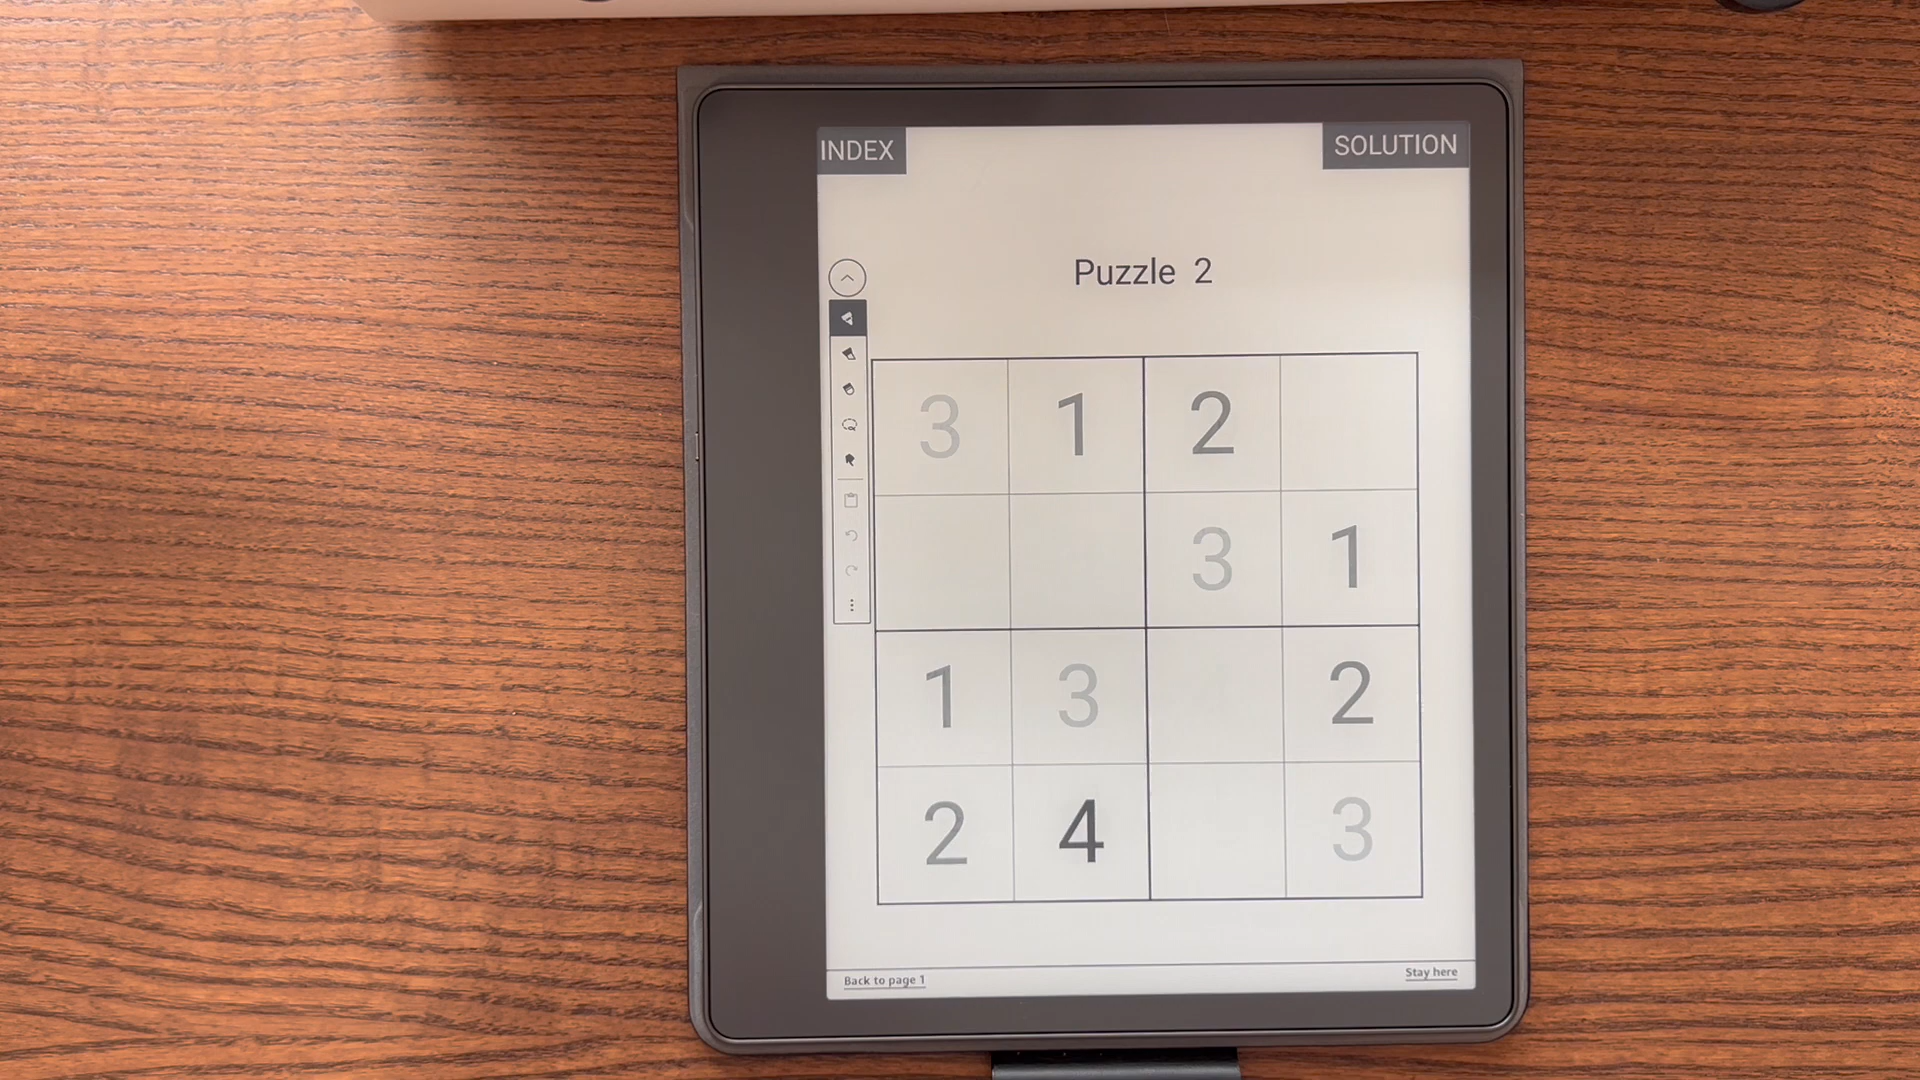 INDEX
SOLUTION
Puzzle 2
3 1 2
3 1
1 3 2
2 4 3
Back to page 1
Stay here